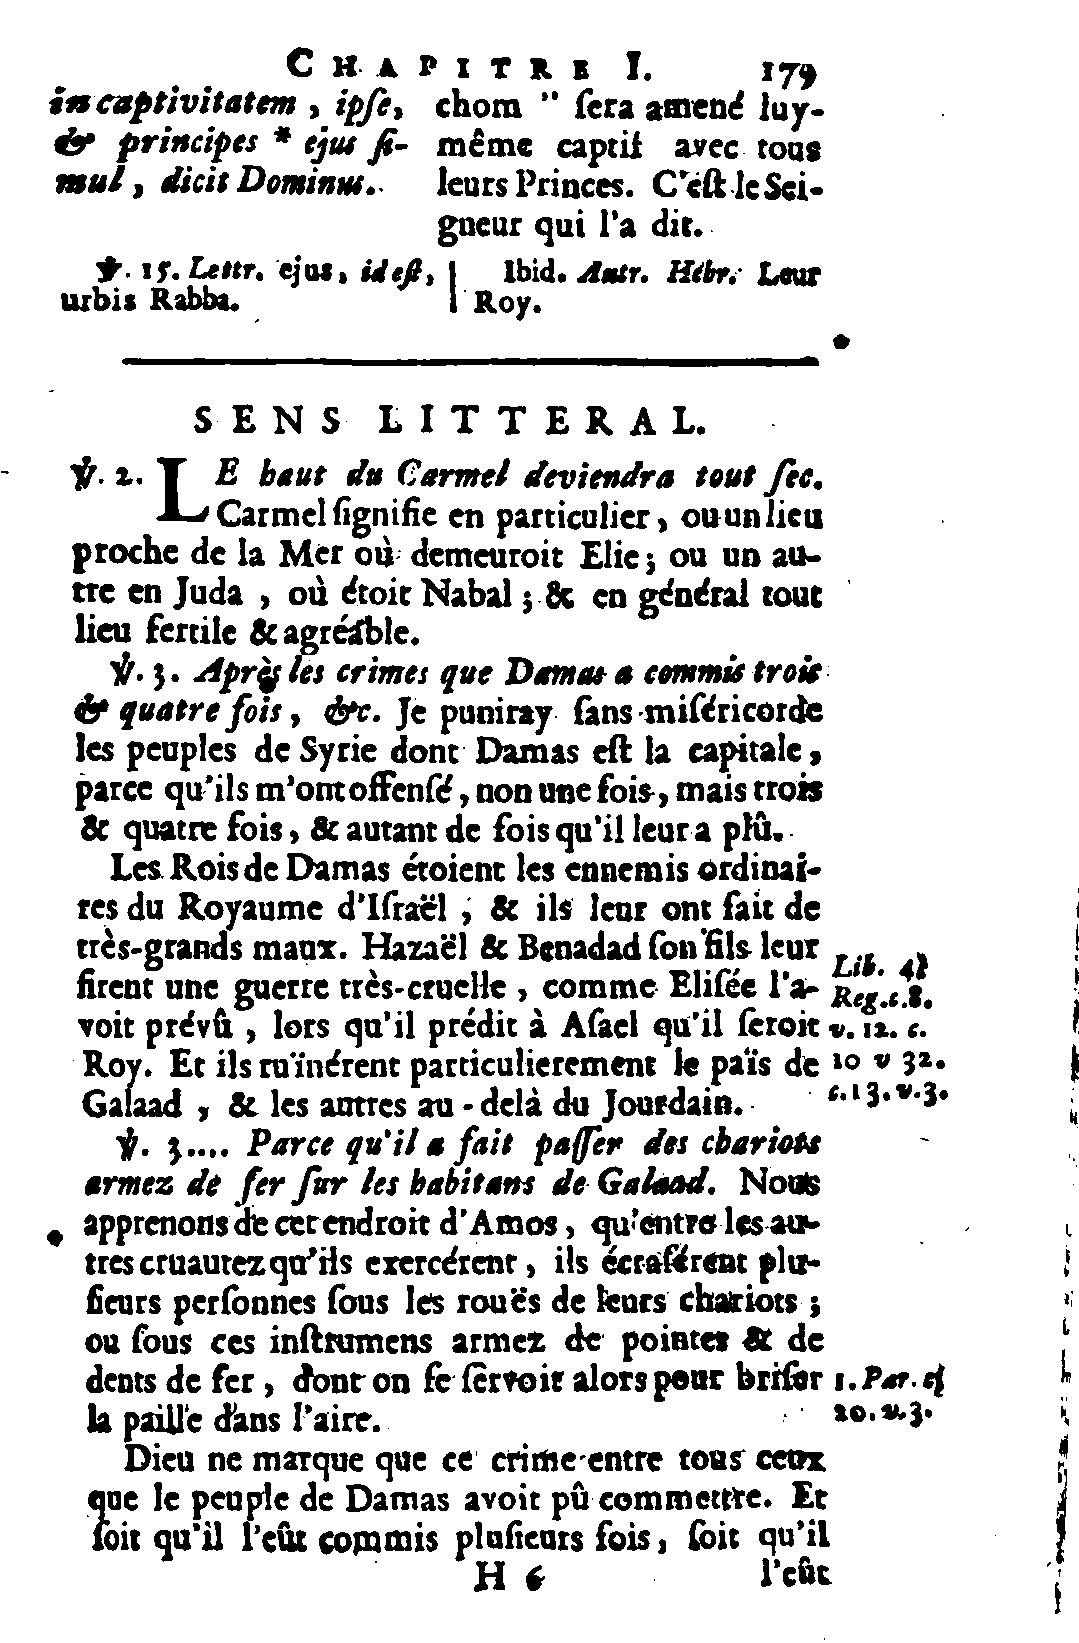 CHAPITRE I. 179
in captivitatem, ipſe,
& principes * ejus ſi-
mul, dicit Dominus.
chom " ſera amené luy-
même captif avec tous
leurs Princes. C'eſt le Sei-
gneur qui l'a dit.
℣. 15. Lettr. ejus, id eſt,
urbis Rabba.
Ibid. Autr. Hébr. Leur
Roy.
SENS LITTERAL.
℣. 2. LE haut du Carmel deviendra tout ſec.
Carmel ſignifie en particulier, ou un lieu
proche de la Mer où demeuroit Elie; ou un au-
tre en Juda, où étoit Nabal; & en général tout
lieu fertile & agréable.
℣. 3. Après les crimes que Damas a commis trois
& quatre fois, &c. Je puniray ſans miſéricorde
les peuples de Syrie dont Damas eſt la capitale,
parce qu'ils m'ont offenſé, non une fois, mais trois
& quatre fois, & autant de fois qu'il leur a plû.
Les Rois de Damas étoient les ennemis ordinai-
res du Royaume d'Iſraël, & ils leur ont fait de
très-grands maux. Hazaël & Benadad ſon fils leur
firent une guerre très-cruelle, comme Eliſée l'a-
voit prévû, lors qu'il prédit à Aſael qu'il ſeroit
Roy. Et ils ruïnérent particulierement le païs de
Galaad, & les autres au-delà du Jourdain.
Lib. 4
Reg. c. 8.
v. 12. c.
10 v 32.
c. 13. v. 3.
℣. 3.... Parce qu'il a fait paſſer des chariots
armez de fer ſur les habitans de Galaad. Nous
apprenons de cet endroit d'Amos, qu'entre les au-
tres cruautez qu'ils exercérent, ils écraſérent plu-
ſieurs perſonnes ſous les rouës de leurs chariots;
ou ſous ces inſtrumens armez de pointes & de
dents de fer, dont on ſe ſervoit alors pour briſer
la paille dans l'aire.
1. Par. c
20. v. 3.
Dieu ne marque que ce crime entre tous ceux
que le peuple de Damas avoit pû commettre. Et
ſoit qu'il l'eût commis pluſieurs fois, ſoit qu'il
H 6 l'eût